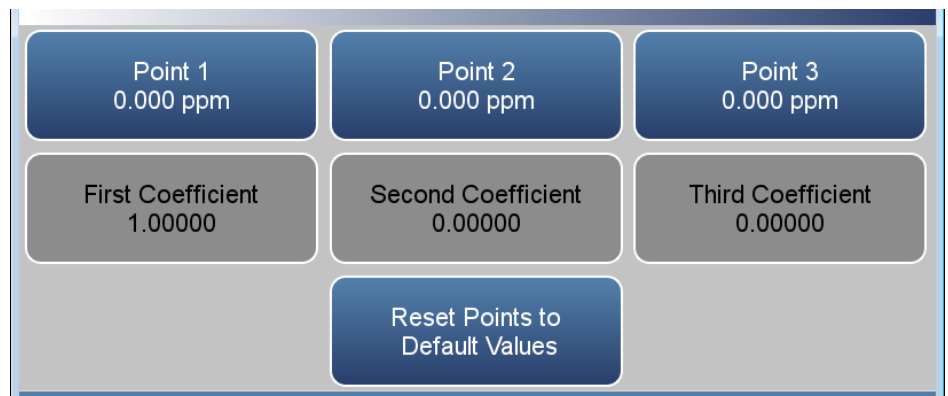 Point 1
0.000 ppm
Point 2
0.000 ppm
Point 3
0.000 ppm
First Coefficient
1.00000
Second Coefficient
0.00000
Third Coefficient
0.00000
Reset Points to
Default Values